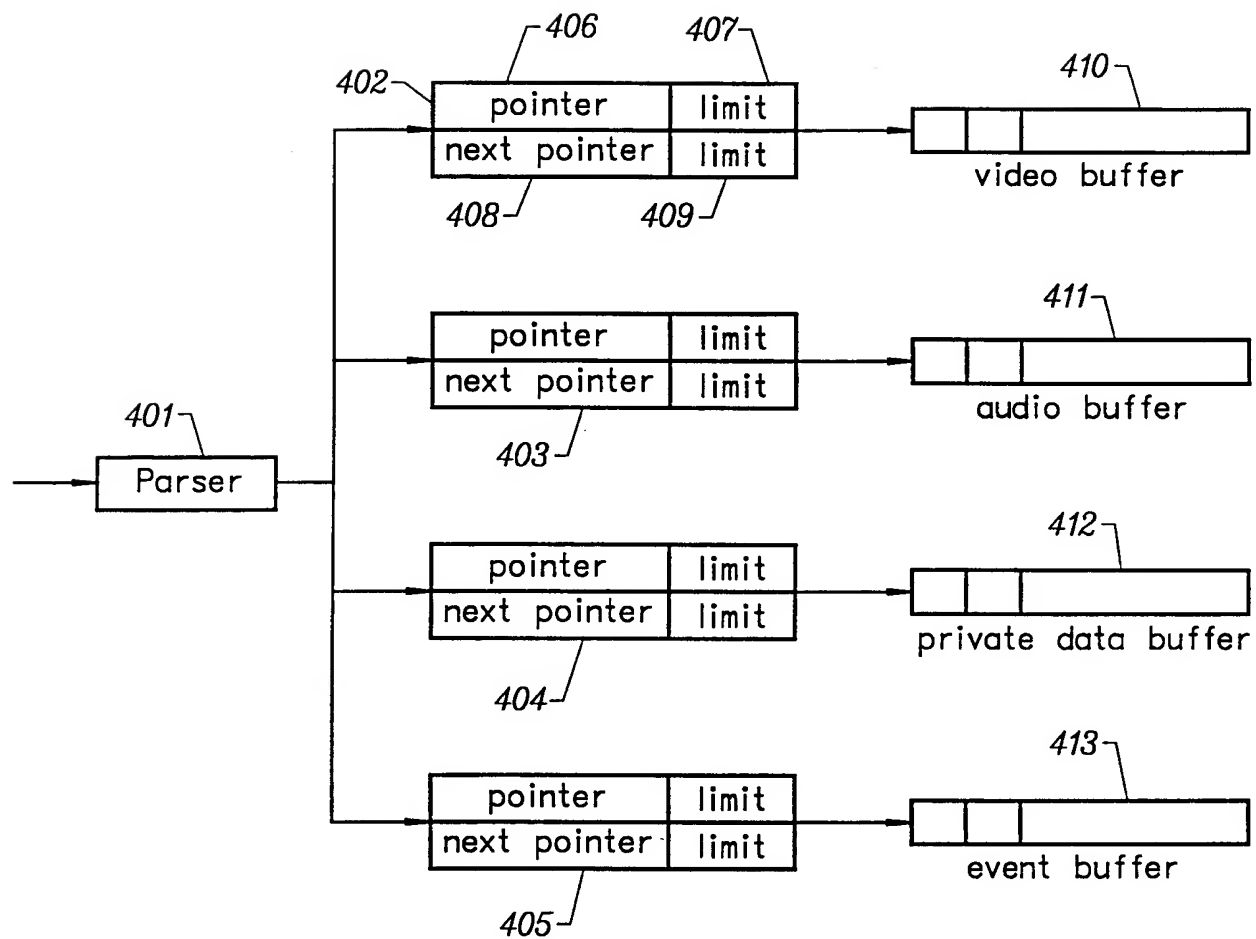 406
407
410
402
pointer limit
next pointer limit
video buffer
408
409
411
pointer limit
next pointer limit
audio buffer
401
403
Parser
412
pointer limit
next pointer limit
private data buffer
404
413
pointer limit
next pointer limit
event buffer
405